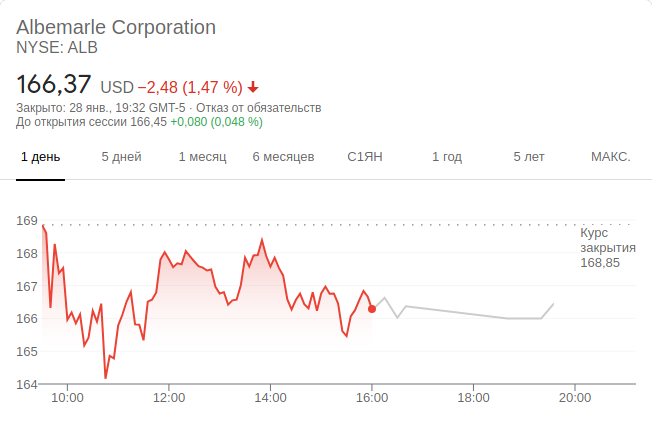 Albemarle Corporation
NYSE: ALB
166,37 USD −2,48 (1,47 %)
Закрыто: 28 янв., 19:32 GMT-5 · Отказ от обязательств
До открытия сессии 166,45 +0,080 (0,048 %)
1 день 5 дней 1 месяц 6 месяцев С1ЯН 1 год 5 лет МАКС.
169
Курс
закрытия
168,85
168
167
166
165
164
10:00 12:00 14:00 16:00 18:00 20:00